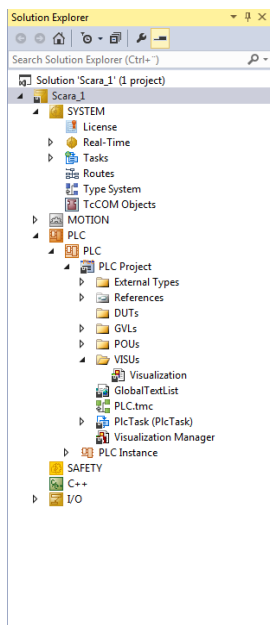 Solution Explorer
Search Solution Explorer (Ctrl+¨)
Solution 'Scara_1' (1 project)
Scara_1
SYSTEM
License
Real-Time
Tasks
Routes
Type System
TcCOM Objects
MOTION
PLC
PLC
PLC Project
External Types
References
DUTs
GVLs
POUs
VISUs
Visualization
GlobalTextList
PLC.tmc
PlcTask (PlcTask)
Visualization Manager
PLC Instance
SAFETY
C++
I/O